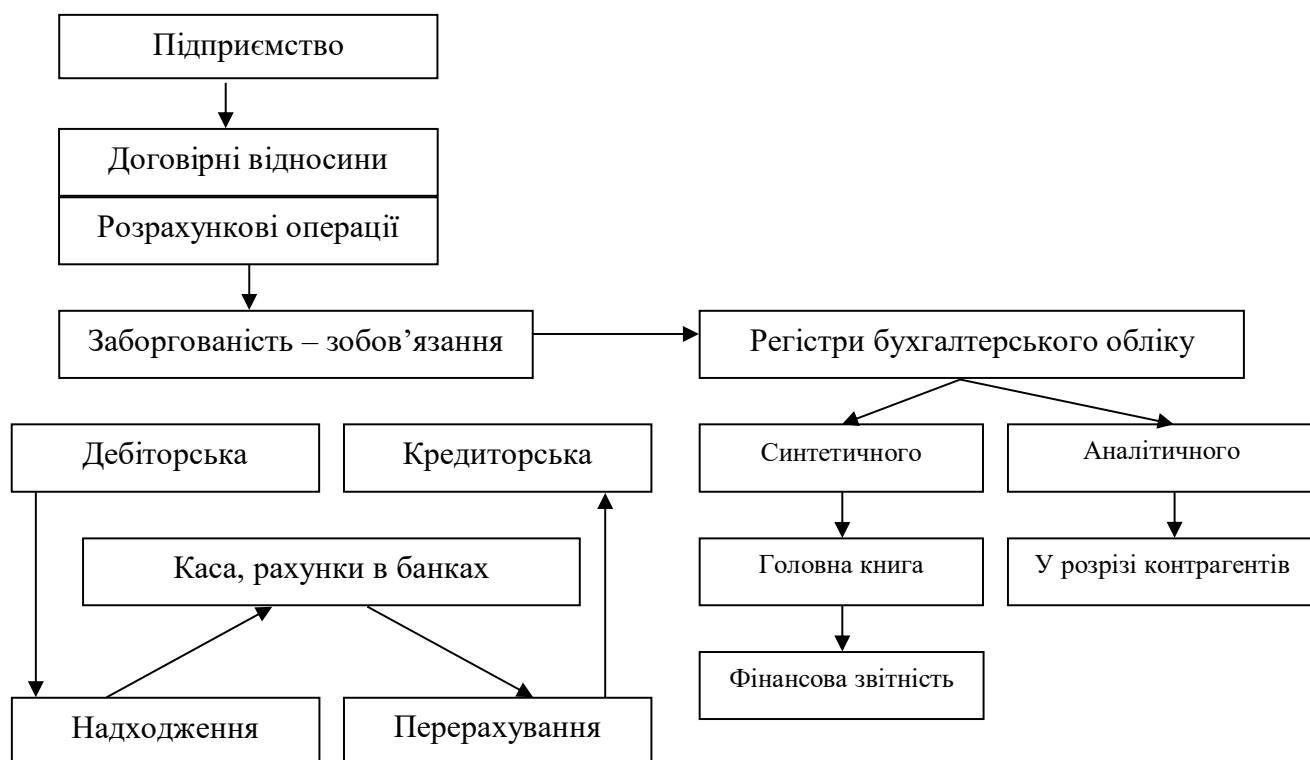 Підприємство
Договірні відносини
Розрахункові операції
Заборгованість – зобов’язання
Регістри бухгалтерського обліку
Дебіторська
Кредиторська
Синтетичного
Аналітичного
Каса, рахунки в банках
Головна книга
У розрізі контрагентів
Фінансова звітність
Надходження
Перерахування